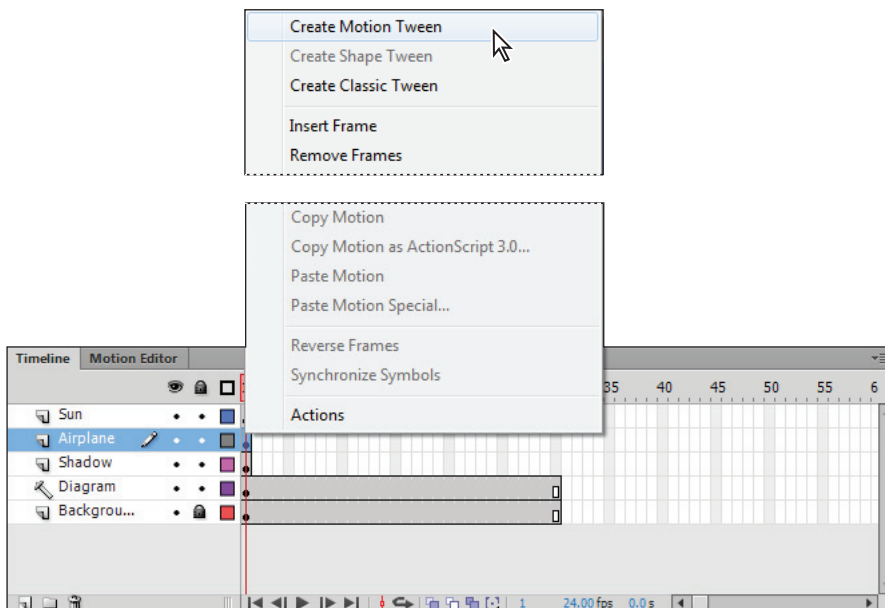 Create Motion Tween
Create Shape Tween
Create Classic Tween
Insert Frame
Remove Frames
Copy Motion
Copy Motion as ActionScript 3.0...
Paste Motion
Paste Motion Special...
Reverse Frames
Synchronize Symbols
Actions
Timeline Motion Editor
35 40 45 50 55 6
Sun
Airplane
Shadow
Diagram
Backgrou...
1 24.00 fps 0.0 s